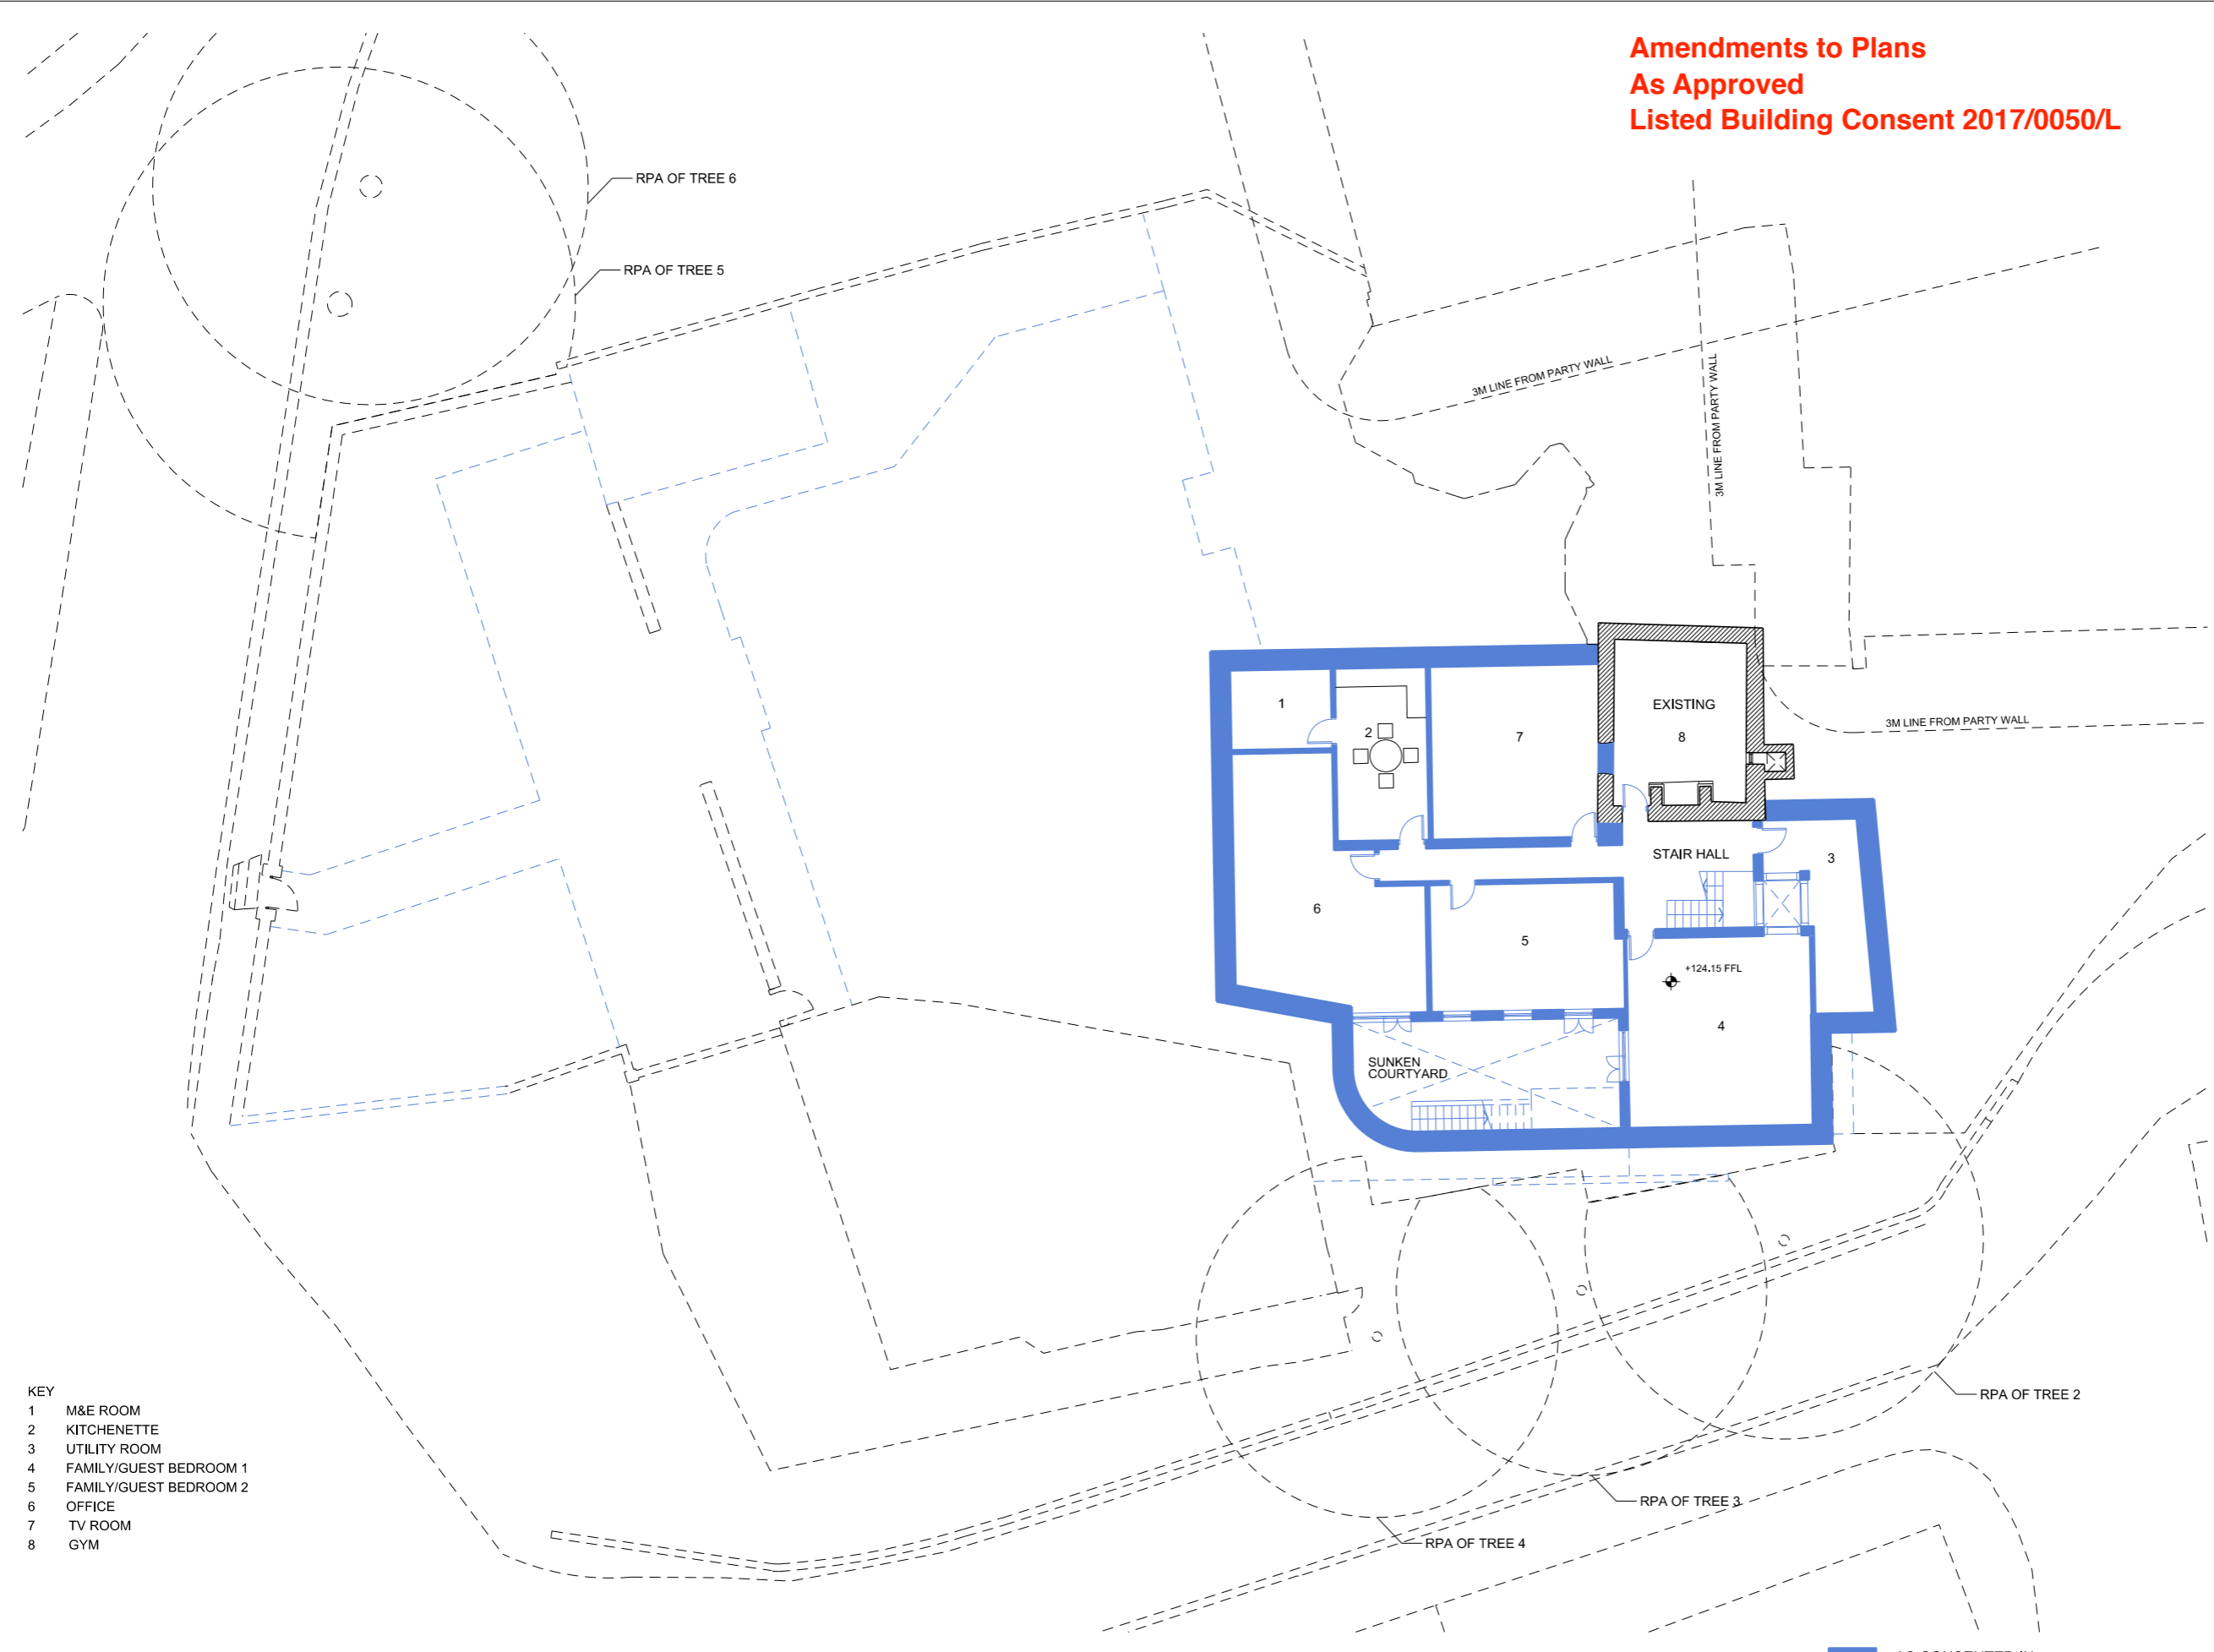 Amendments to Plans
As Approved
Listed Building Consent 2017/0050/L
RPA OF TREE 6
RPA OF TREE 5
3M LINE FROM PARTY WALL
3M LINE FROM PARTY WALL
3M LINE FROM PARTY WALL
EXISTING
8
1
2
7
STAIR HALL
3
6
5
+124.15 FFL
4
SUNKEN
COURTYARD
RPA OF TREE 2
RPA OF TREE 3
RPA OF TREE 4
KEY
1 M&E ROOM
2 KITCHENETTE
3 UTILITY ROOM
4 FAMILY/GUEST BEDROOM 1
5 FAMILY/GUEST BEDROOM 2
6 OFFICE
7 TV ROOM
8 GYM